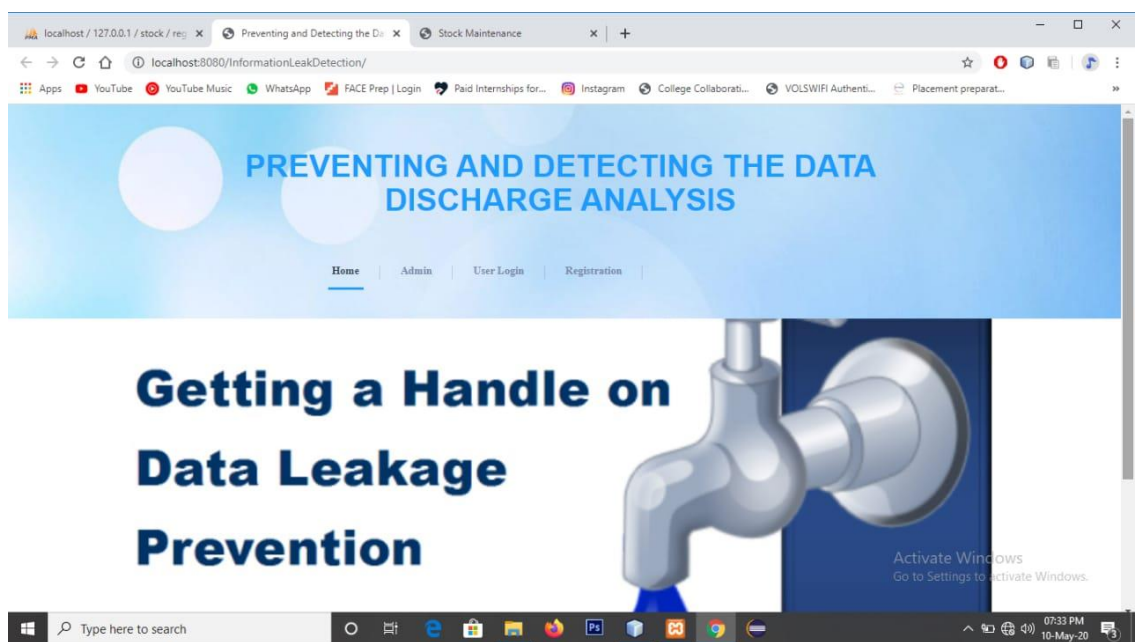 localhost / 127.0.0.1 / stock / reg
Preventing and Detecting the Da
Stock Maintenance
localhost:8080/InformationLeakDetection/
Apps YouTube YouTube Music WhatsApp FACE Prep | Login Paid Internships for... Instagram College Collaborati... VOLSWIFI Authenti... Placement preparat... »
PREVENTING AND DETECTING THE DATA
DISCHARGE ANALYSIS
Home Admin User Login Registration
Getting a Handle on
Data Leakage
Prevention
Activate Windows
Go to Settings to activate Windows.
Type here to search
Ps
07:33 PM
10-May-20
3